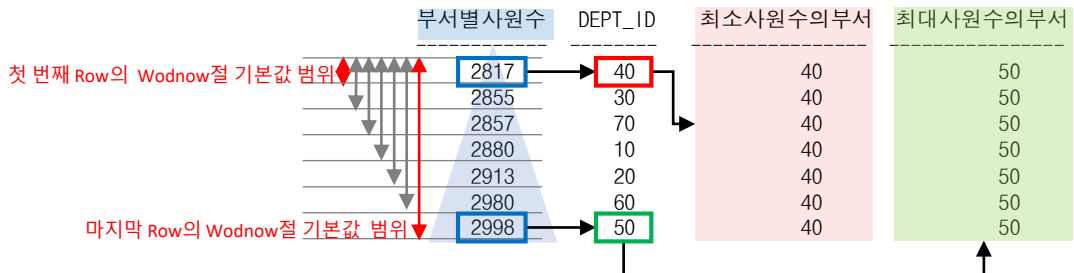 부서별사원수 DEPT_ID 최소사원수의부서 최대사원수의부서
------------ ------- ---------------- ----------------
첫 번째 Row의 Wodnow절 기본값 범위 2817 40 40 50
2855 30 40 50
2857 70 40 50
2880 10 40 50
2913 20 40 50
2980 60 40 50
마지막 Row의 Wodnow절 기본값 범위 2998 50 40 50